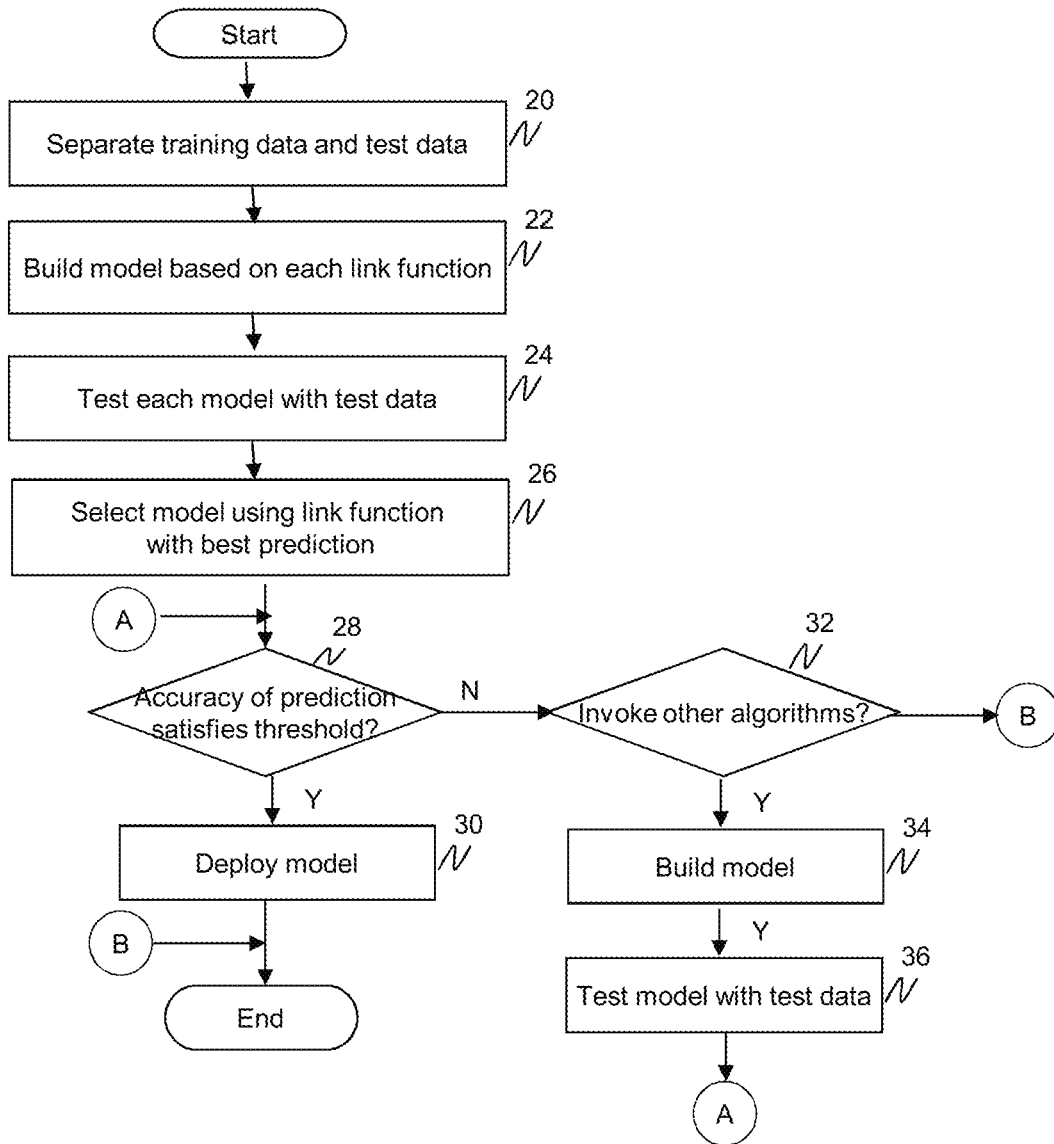 Start
20
Separate training data and test data
22
Build model based on each link function
24
Test each model with test data
26
Select model using link function
with best prediction
A
28
Accuracy of prediction
satisfies threshold?
N
32
Invoke other algorithms?
B
Y
30
Deploy model
Y
34
Build model
B
Y
36
Test model with test data
End
A